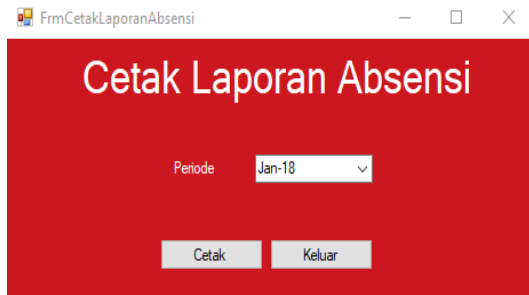 FrmCetakLaporanAbsensi
Cetak Laporan Absensi
Periode Jan-18
Cetak Keluar